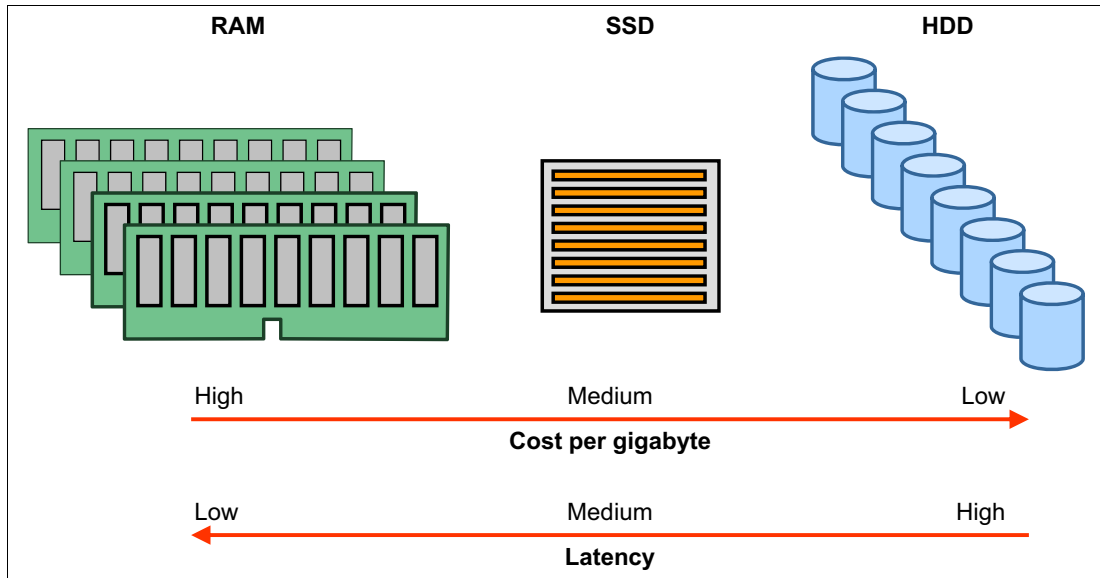 RAM SSD HDD
High Medium Low
Cost per gigabyte
Low Medium High
Latency